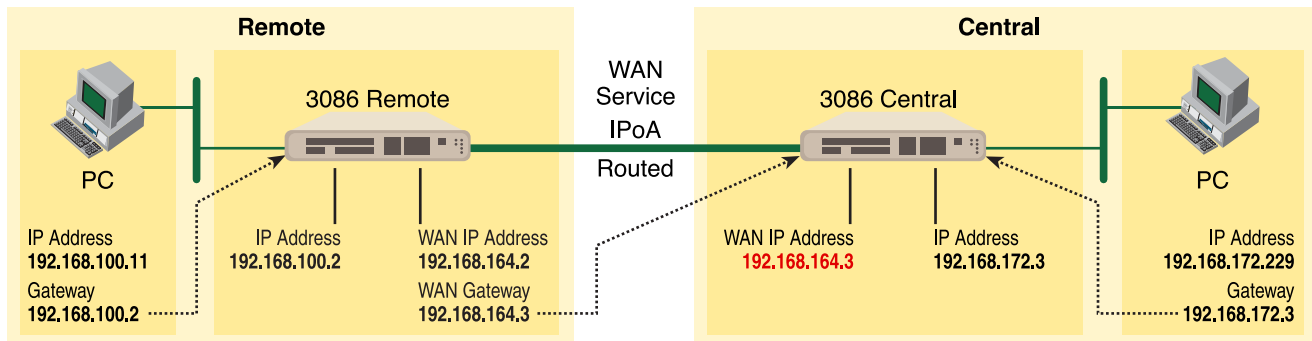 Remote
PC
IP Address
192.168.100.11
Gateway
192.168.100.2
3086 Remote
IP Address
192.168.100.2
WAN IP Address
192.168.164.2
WAN Gateway
192.168.164.3
WAN
Service
IPoA
Routed
Central
3086 Central
WAN IP Address
192.168.164.3
IP Address
192.168.172.3
PC
IP Address
192.168.172.229
Gateway
192.168.172.3